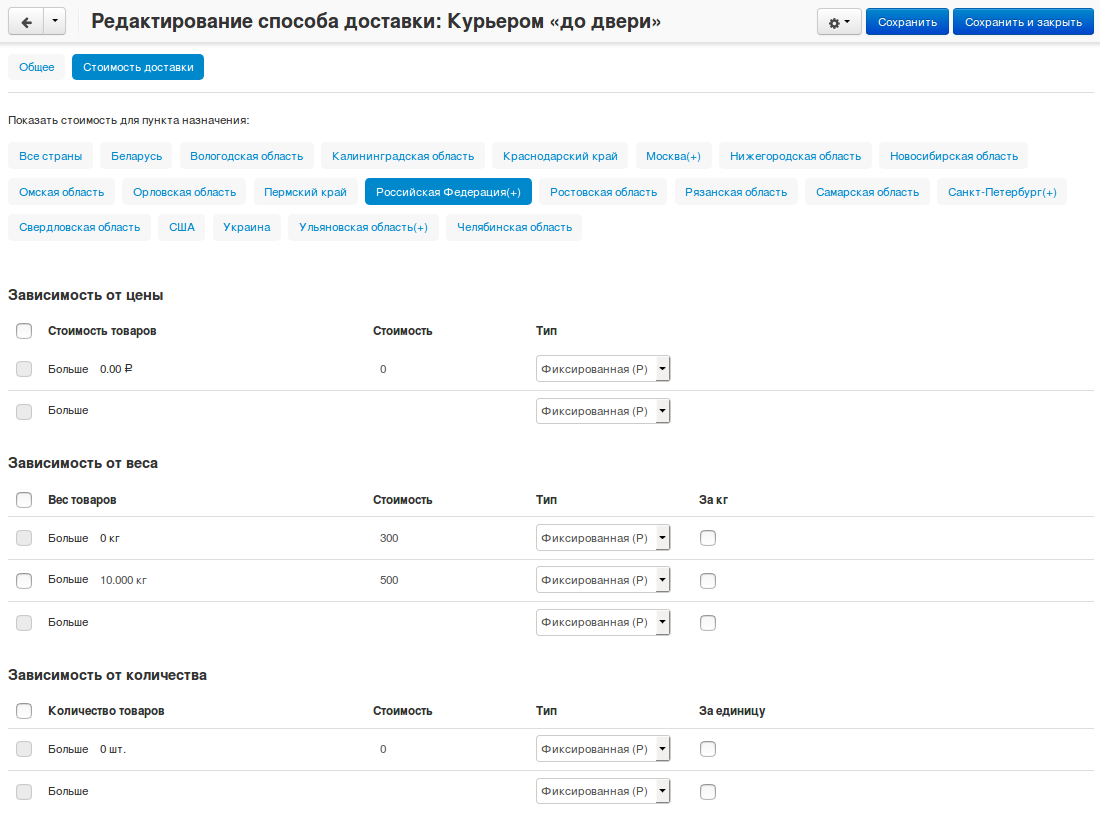 Редактирование способа доставки: Курьером «до двери» Сохранить Сохранить и закрыть
Общее Стоимость доставки
Показать стоимость для пункта назначения:
Все страны Беларусь Вологодская область Калининградская область Краснодарский край Москва(+) Нижегородская область Новосибирская область
Омская область Орловская область Пермский край Российская Федерация(+) Ростовская область Рязанская область Самарская область Санкт-Петербург(+)
Свердловская область США Украина Ульяновская область(+) Челябинская область
Зависимость от цены
Стоимость товаров Стоимость Тип
Больше 0.00 ₽ 0 Фиксированная (Р)
Больше Фиксированная (Р)
Зависимость от веса
Вес товаров Стоимость Тип За кг
Больше 0 кг 300 Фиксированная (Р)
Больше 10.000 кг 500 Фиксированная (Р)
Больше Фиксированная (Р)
Зависимость от количества
Количество товаров Стоимость Тип За единицу
Больше 0 шт. 0 Фиксированная (Р)
Больше Фиксированная (Р)